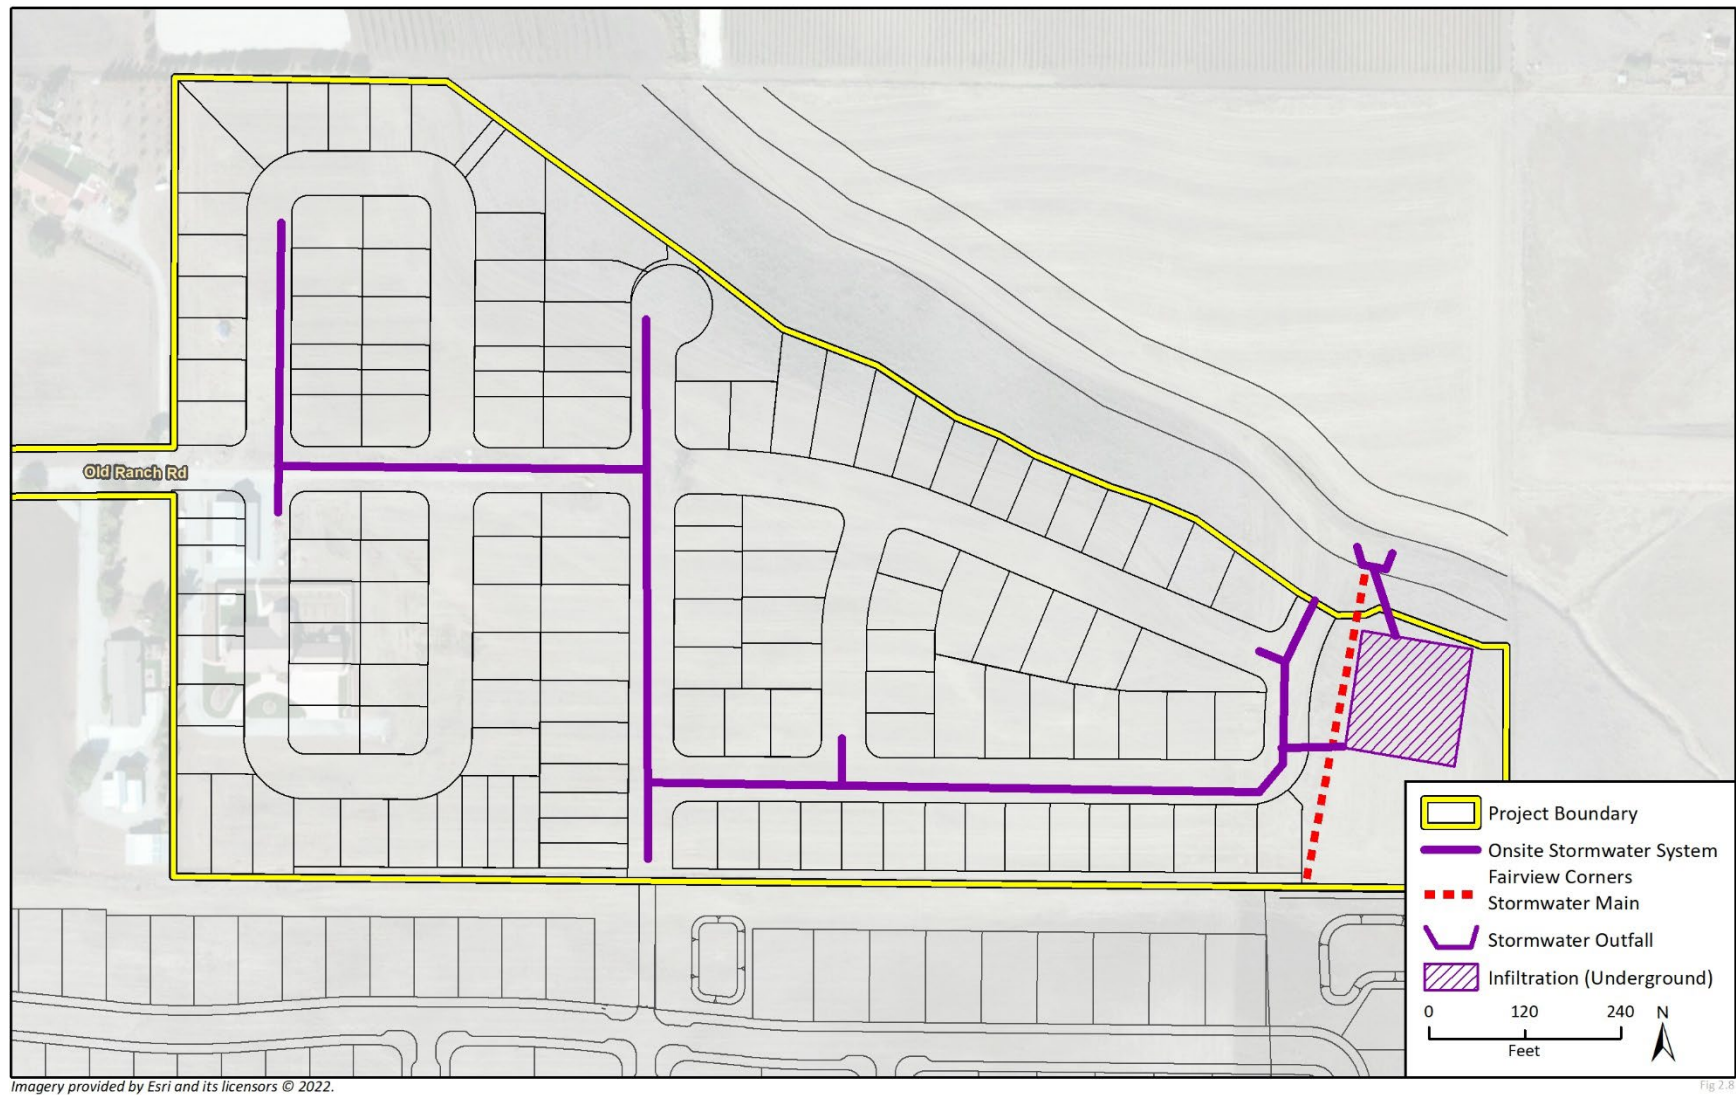 Old Ranch Rd
Project Boundary
Onsite Stormwater System
Fairview Corners
Stormwater Main
Stormwater Outfall
Infiltration (Underground)
0 120 240 N
Feet
Imagery provided by Esri and its licensors © 2022.
Fig 2.8